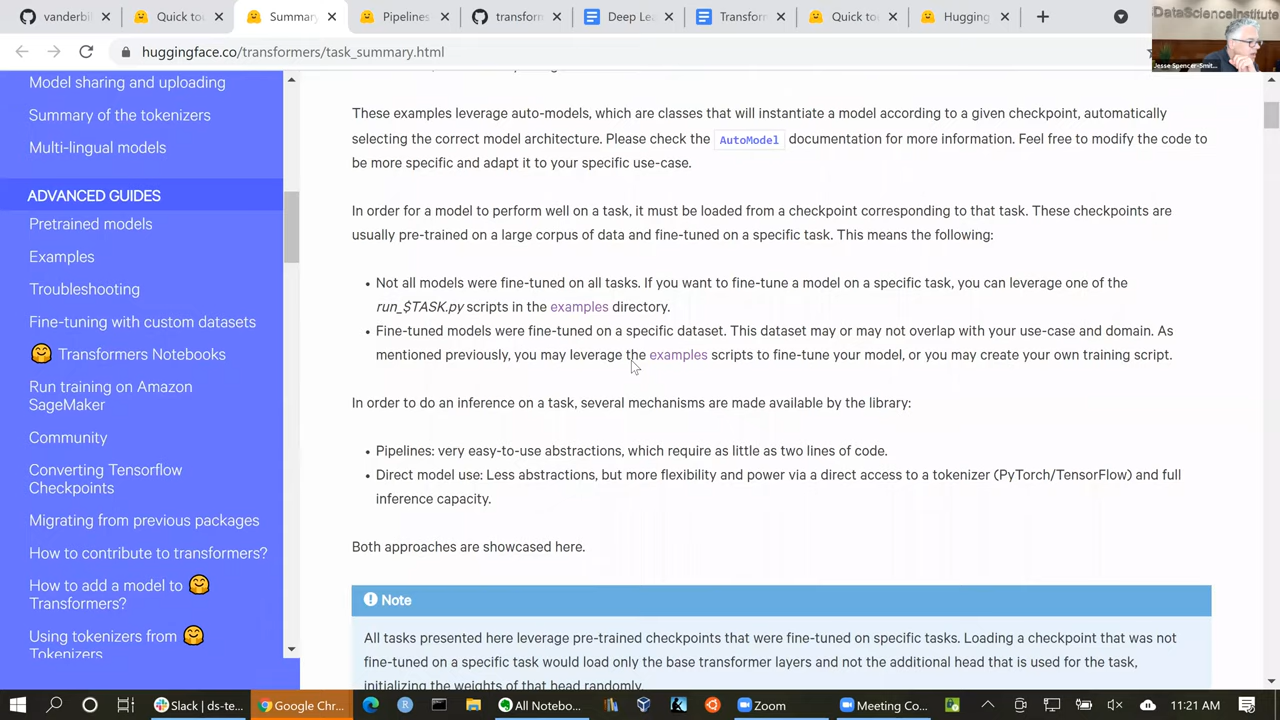 vanderbil
Quick to
Summar
Pipelines
transform
Deep Lea
Transform
Quick to
Hugging
DataScienceInstitute
Jesse Spencer-Smit...
huggingface.co/transformers/task_summary.html
Model sharing and uploading
Summary of the tokenizers
Multi-lingual models
ADVANCED GUIDES
Pretrained models
Examples
Troubleshooting
Fine-tuning with custom datasets
Transformers Notebooks
Run training on Amazon
SageMaker
Community
Converting Tensorflow
Checkpoints
Migrating from previous packages
How to contribute to transformers?
How to add a model to
Transformers?
Using tokenizers from
Tokenizers
These examples leverage auto-models, which are classes that will instantiate a model according to a given checkpoint, automatically
selecting the correct model architecture. Please check the AutoModel documentation for more information. Feel free to modify the code to
be more specific and adapt it to your specific use-case.
In order for a model to perform well on a task, it must be loaded from a checkpoint corresponding to that task. These checkpoints are
usually pre-trained on a large corpus of data and fine-tuned on a specific task. This means the following:
• Not all models were fine-tuned on all tasks. If you want to fine-tune a model on a specific task, you can leverage one of the
run_$TASK.py scripts in the examples directory.
• Fine-tuned models were fine-tuned on a specific dataset. This dataset may or may not overlap with your use-case and domain. As
mentioned previously, you may leverage the examples scripts to fine-tune your model, or you may create your own training script.
In order to do an inference on a task, several mechanisms are made available by the library:
• Pipelines: very easy-to-use abstractions, which require as little as two lines of code.
• Direct model use: Less abstractions, but more flexibility and power via a direct access to a tokenizer (PyTorch/TensorFlow) and full
inference capacity.
Both approaches are showcased here.
Note
All tasks presented here leverage pre-trained checkpoints that were fine-tuned on specific tasks. Loading a checkpoint that was not
fine-tuned on a specific task would load only the base transformer layers and not the additional head that is used for the task,
initializing the weights of that head randomly.
Slack | ds-te...
Google Chr...
All Notebo...
Zoom
Meeting Co...
11:21 AM